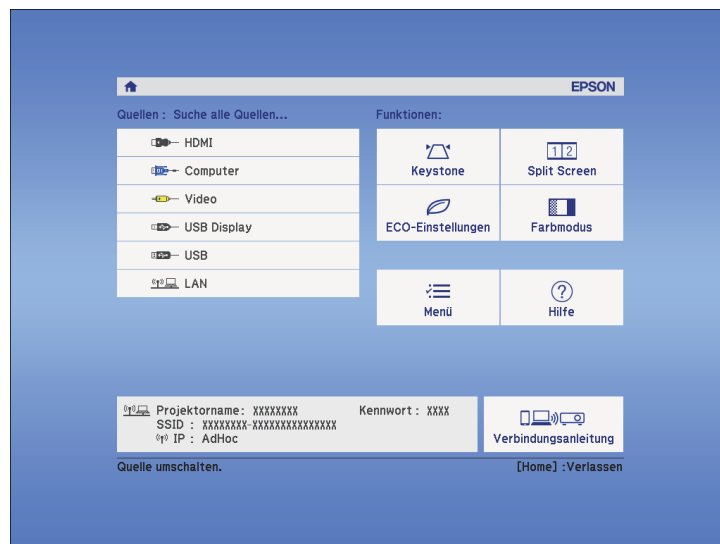 EPSON
Quellen : Suche alle Quellen...
HDMI
Computer
Video
USB Display
USB
LAN
Funktionen:
Keystone
1 2
Split Screen
ECO-Einstellungen
Farbmodus
Menü
? Hilfe
Projektorname: XXXXXXXX Kennwort : XXXX
SSID : XXXXXXXX-XXXXXXXXXXXXXXXX
IP : AdHoc
Verbindungsanleitung
Quelle umschalten. [Home] :Verlassen